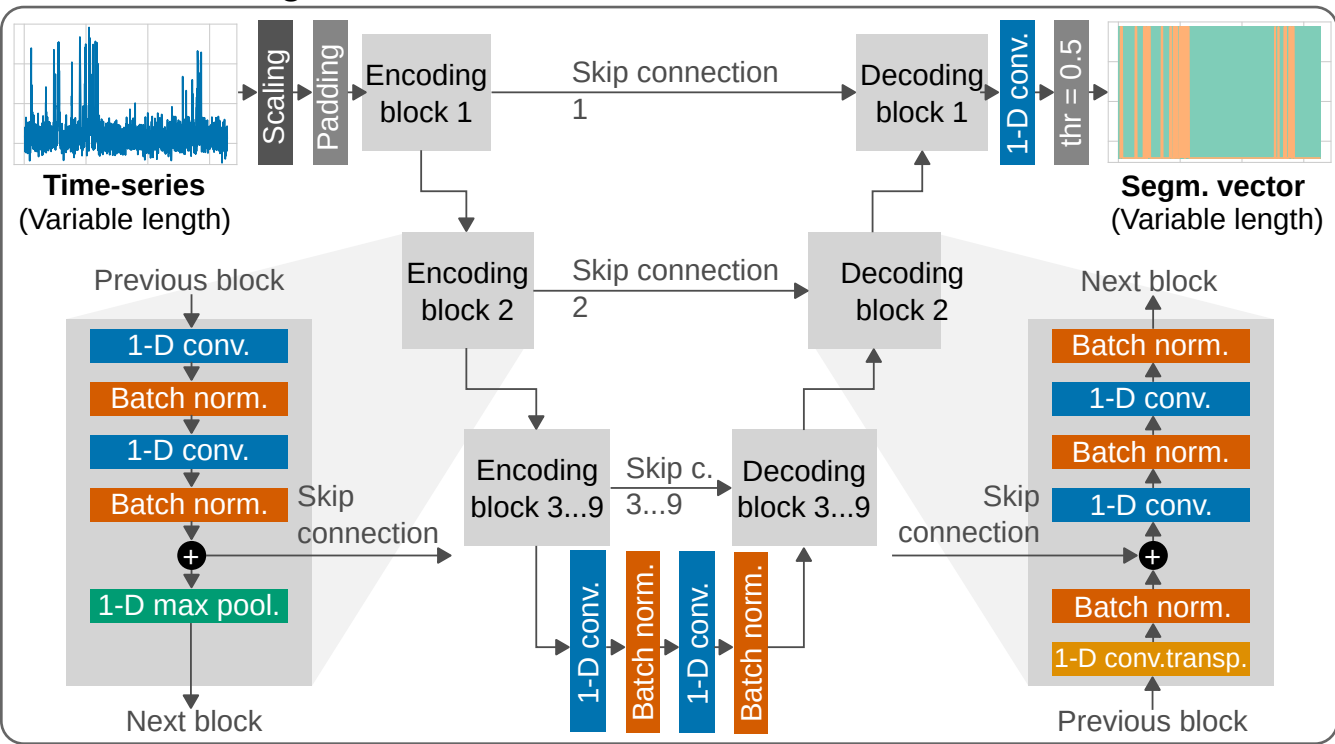 Scaling
Padding
Encoding
block 1
Skip connection
1
Decoding
block 1
1-D conv.
thr = 0.5
Time-series
(Variable length)
Segm. vector
(Variable length)
Encoding
block 2
Skip connection
2
Decoding
block 2
Previous block
1-D conv.
Batch norm.
1-D conv.
Batch norm.
Skip
connection
+
1-D max pool.
Next block
Encoding
block 3...9
Skip c.
3...9
Decoding
block 3...9
1-D conv.
Batch norm.
1-D conv.
Batch norm.
Next block
Batch norm.
1-D conv.
Batch norm.
1-D conv.
Skip
connection
+
Batch norm.
1-D conv.transp.
Previous block